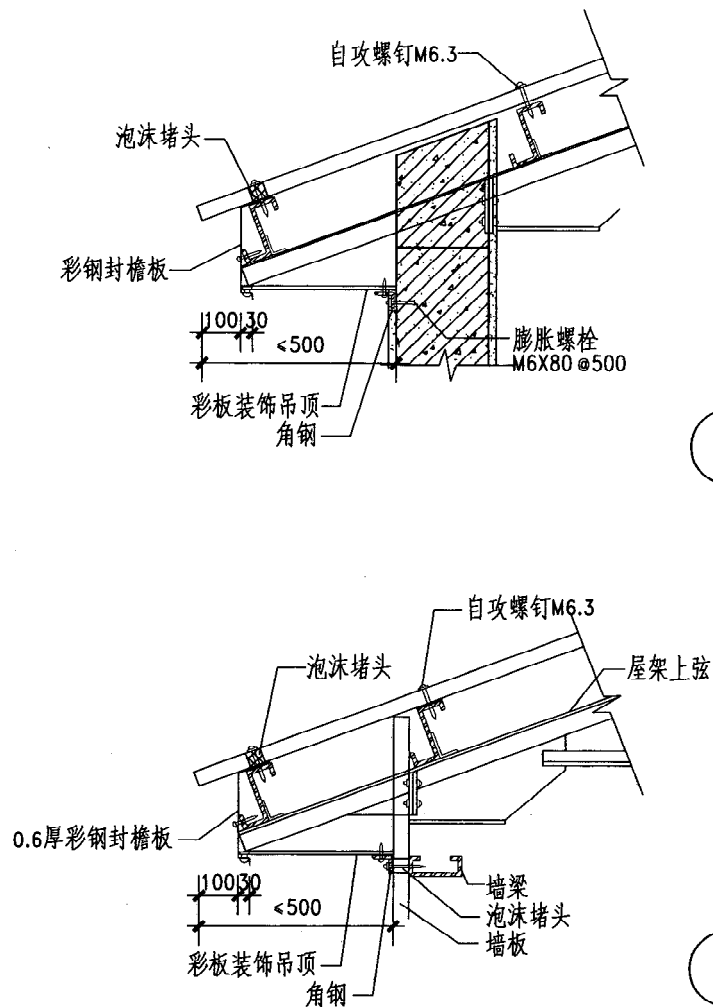 自攻螺钉M6.3
泡沫堵头
彩钢封檐板
100 30
≤500
膨胀螺栓
M6X80 @500
彩板装饰吊顶
角钢
自攻螺钉M6.3
泡沫堵头
屋架上弦
0.6厚彩钢封檐板
100 30
≤500
墙梁
泡沫堵头
墙板
彩板装饰吊顶
角钢